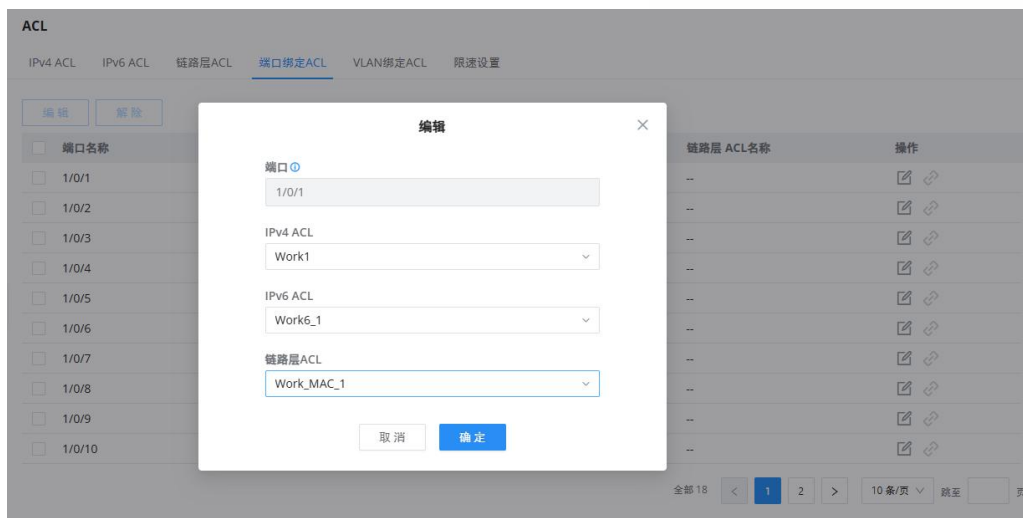 ACL
IPv4 ACL IPv6 ACL 链路层ACL 端口绑定ACL VLAN绑定ACL 限速设置
编辑 解除
编辑
端口名称 链路层 ACL名称 操作
端口
1/0/1 --
1/0/1
1/0/2 --
IPv4 ACL
1/0/3 --
Work1
1/0/4 --
IPv6 ACL
1/0/5 --
Work6_1
1/0/6 --
链路层ACL
1/0/7 --
Work_MAC_1
1/0/8 --
1/0/9 --
取消 确定
1/0/10 --
全部 18 < 1 2 > 10 条/页 跳至 页